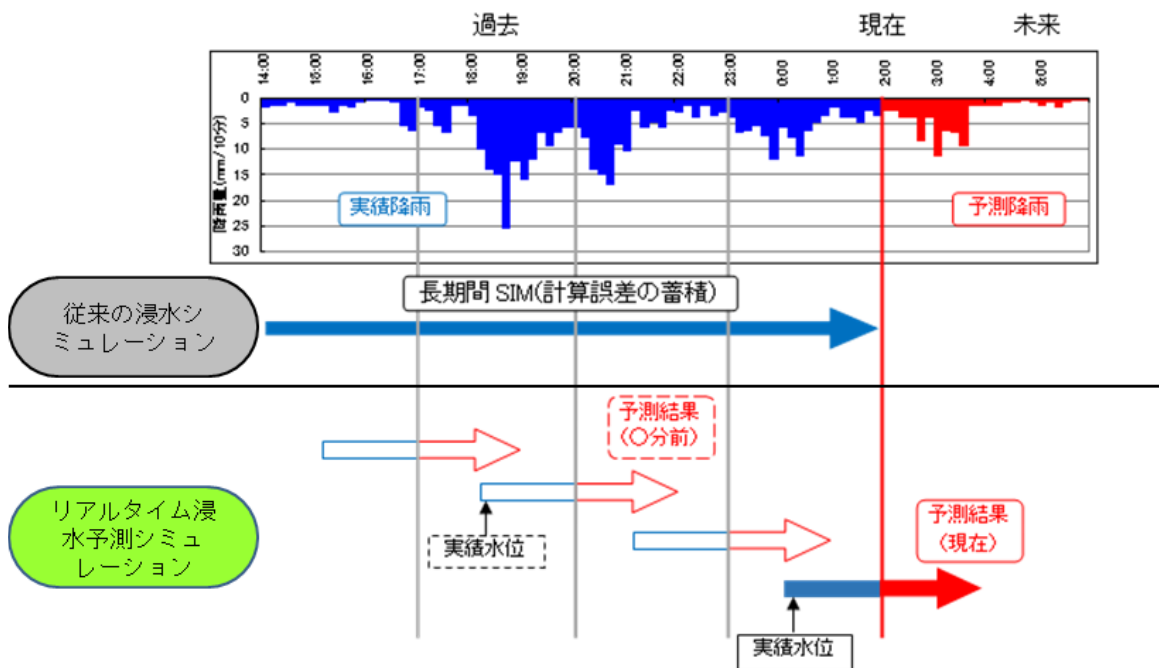 過去
現在
未来
14:00
15:00
16:00
17:00
18:00
19:00
20:00
21:00
22:00
23:00
0:00
1:00
2:00
3:00
4:00
5:00
降雨量(mm/10分)
0
5
10
15
20
25
30
実績降雨
予測降雨
従来の浸水シ
ミュレーション
長期間 SIM(計算誤差の蓄積)
予測結果
(〇分前)
リアルタイム浸
水予測シミュ
レーション
実績水位
予測結果
(現在)
実績水位